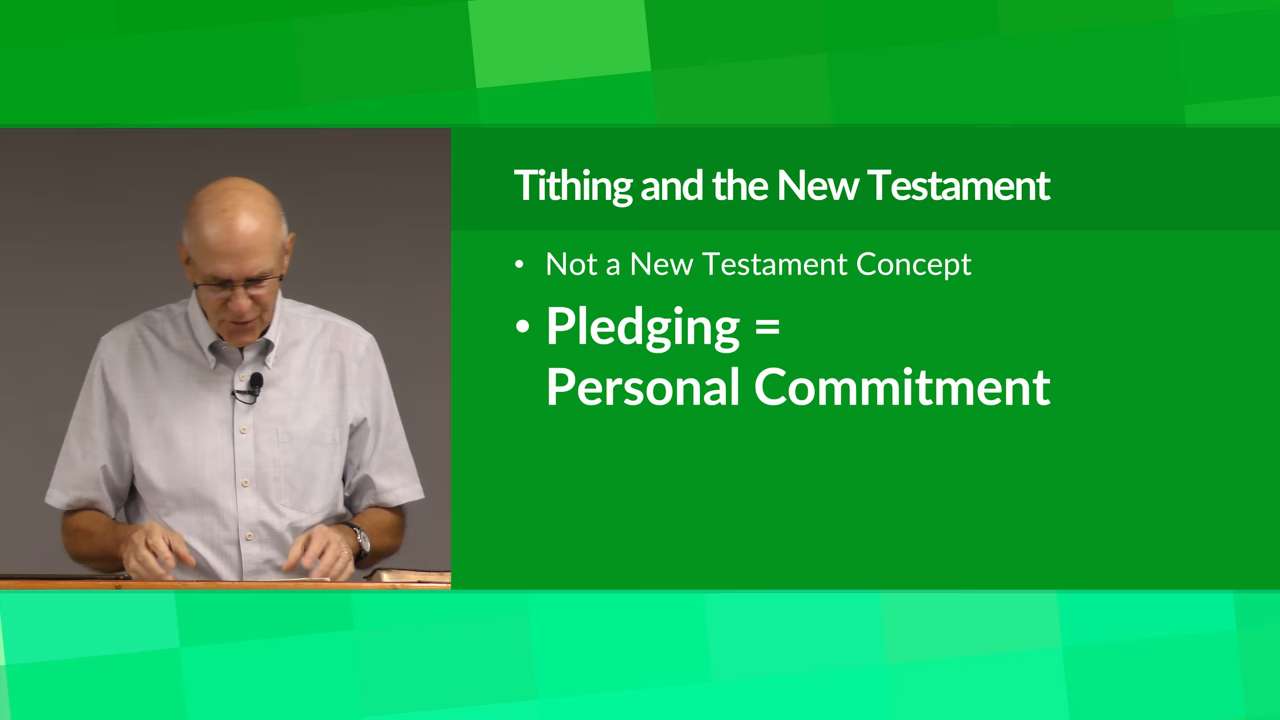 Tithing and the New Testament
• Not a New Testament Concept
• Pledging =
Personal Commitment